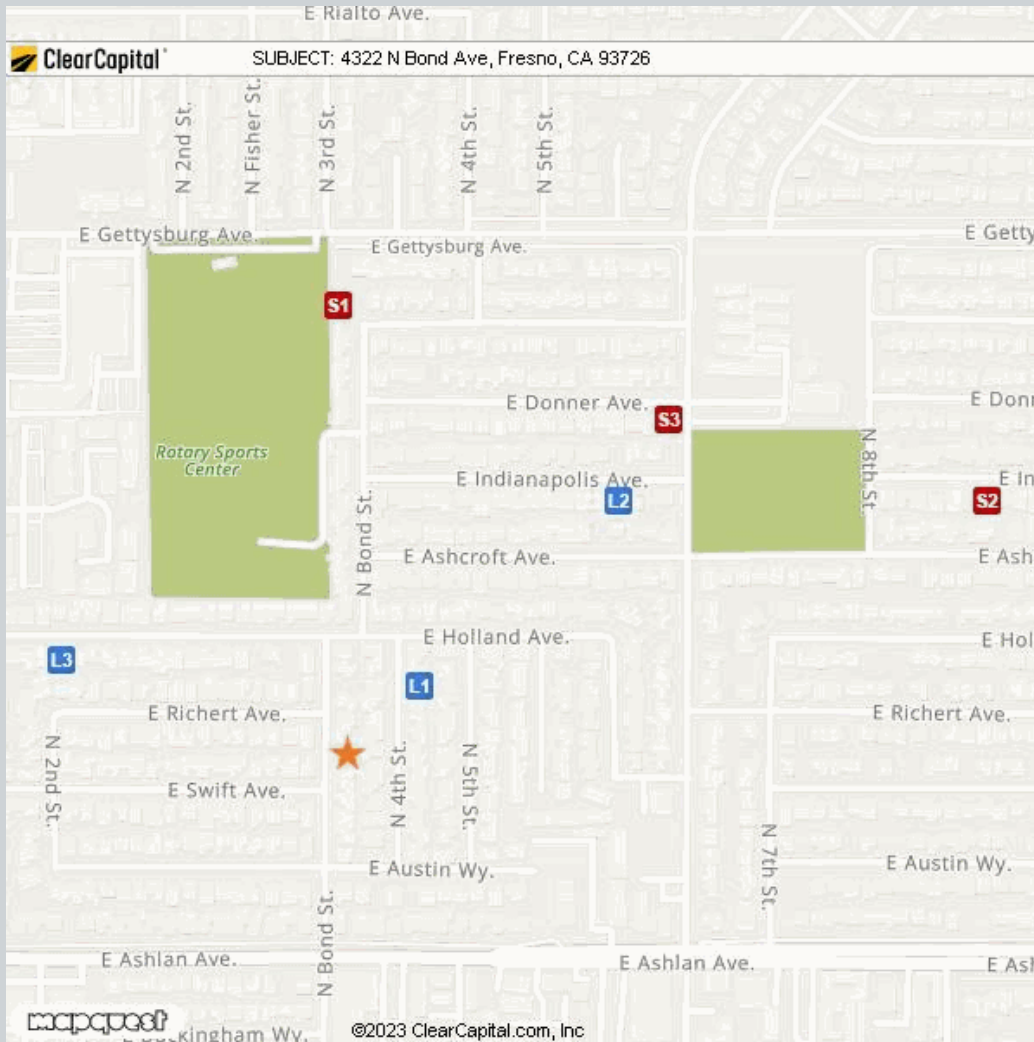 E Rialto Ave.
ClearCapital
SUBJECT: 4322 N Bond Ave, Fresno, CA 93726
N 2nd St.
N Fisher St.
N 3rd St.
N 4th St.
N 5th St.
E Gettysburg Ave.
E Gettysburg Ave.
E Getty
S1
E Donner Ave.
E Don
S3
Rotary Sports
Center
E Indianapolis Ave.
N 8th St.
E In
L2
S2
N Bond St.
E Ashcroft Ave.
E Ash
E Holland Ave.
E Hol
L3
L1
E Richert Ave.
E Richert Ave.
N 2nd St.
N 4th St.
N 5th St.
E Swift Ave.
N 7th St.
E Austin Wy.
E Austin Wy.
N Bond St.
E Ashlan Ave.
E Ashlan Ave.
E Ash
mapquest
©2023 ClearCapital.com, Inc